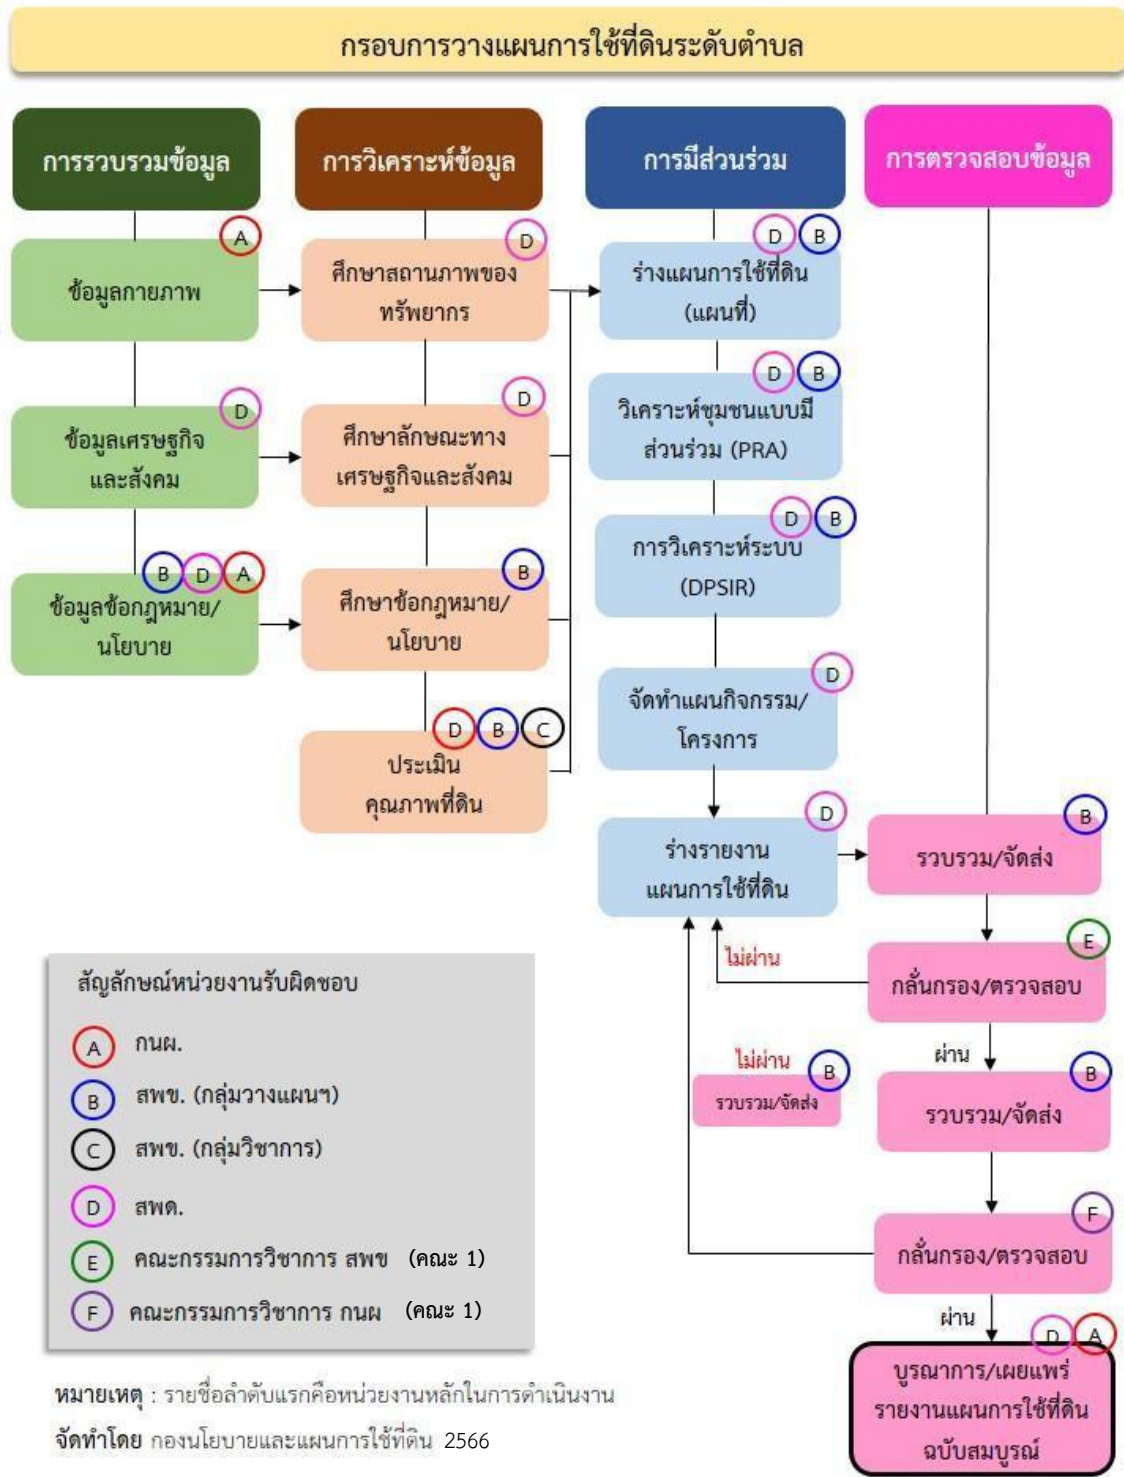 กรอบการวางแผนการใช้ที่ดินระดับตำบล
การรวบรวมข้อมูล
A
ข้อมูลกายภาพ
D
ข้อมูลเศรษฐกิจ
และสังคม
B D A
ข้อมูลข้อกฎหมาย/
นโยบาย
การวิเคราะห์ข้อมูล
D
ศึกษาสถานภาพของ
ทรัพยากร
D
ศึกษาลักษณะทาง
เศรษฐกิจและสังคม
B
ศึกษาข้อกฎหมาย/
นโยบาย
D B C
ประเมิน
คุณภาพที่ดิน
การมีส่วนร่วม
D B
ร่างแผนการใช้ที่ดิน
(แผนที่)
D B
วิเคราะห์ชุมชนแบบมี
ส่วนร่วม (PRA)
D B
การวิเคราะห์ระบบ
(DPSIR)
D
จัดทำแผนกิจกรรม/
โครงการ
D
ร่างรายงาน
แผนการใช้ที่ดิน
การตรวจสอบข้อมูล
B
รวบรวม/จัดส่ง
E
กลั่นกรอง/ตรวจสอบ
ไม่ผ่าน
ผ่าน
B
รวบรวม/จัดส่ง
ไม่ผ่าน
B
รวบรวม/จัดส่ง
F
กลั่นกรอง/ตรวจสอบ
ผ่าน
D A
บูรณาการ/เผยแพร่
รายงานแผนการใช้ที่ดิน
ฉบับสมบูรณ์
สัญลักษณ์หน่วยงานรับผิดชอบ
A กนผ.
B สพข. (กลุ่มวางแผนฯ)
C สพข. (กลุ่มวิชาการ)
D สพด.
E คณะกรรมการวิชาการ สพข (คณะ 1)
F คณะกรรมการวิชาการ กนผ (คณะ 1)
หมายเหตุ : รายชื่อลำดับแรกคือหน่วยงานหลักในการดำเนินงาน
จัดทำโดย กองนโยบายและแผนการใช้ที่ดิน 2566